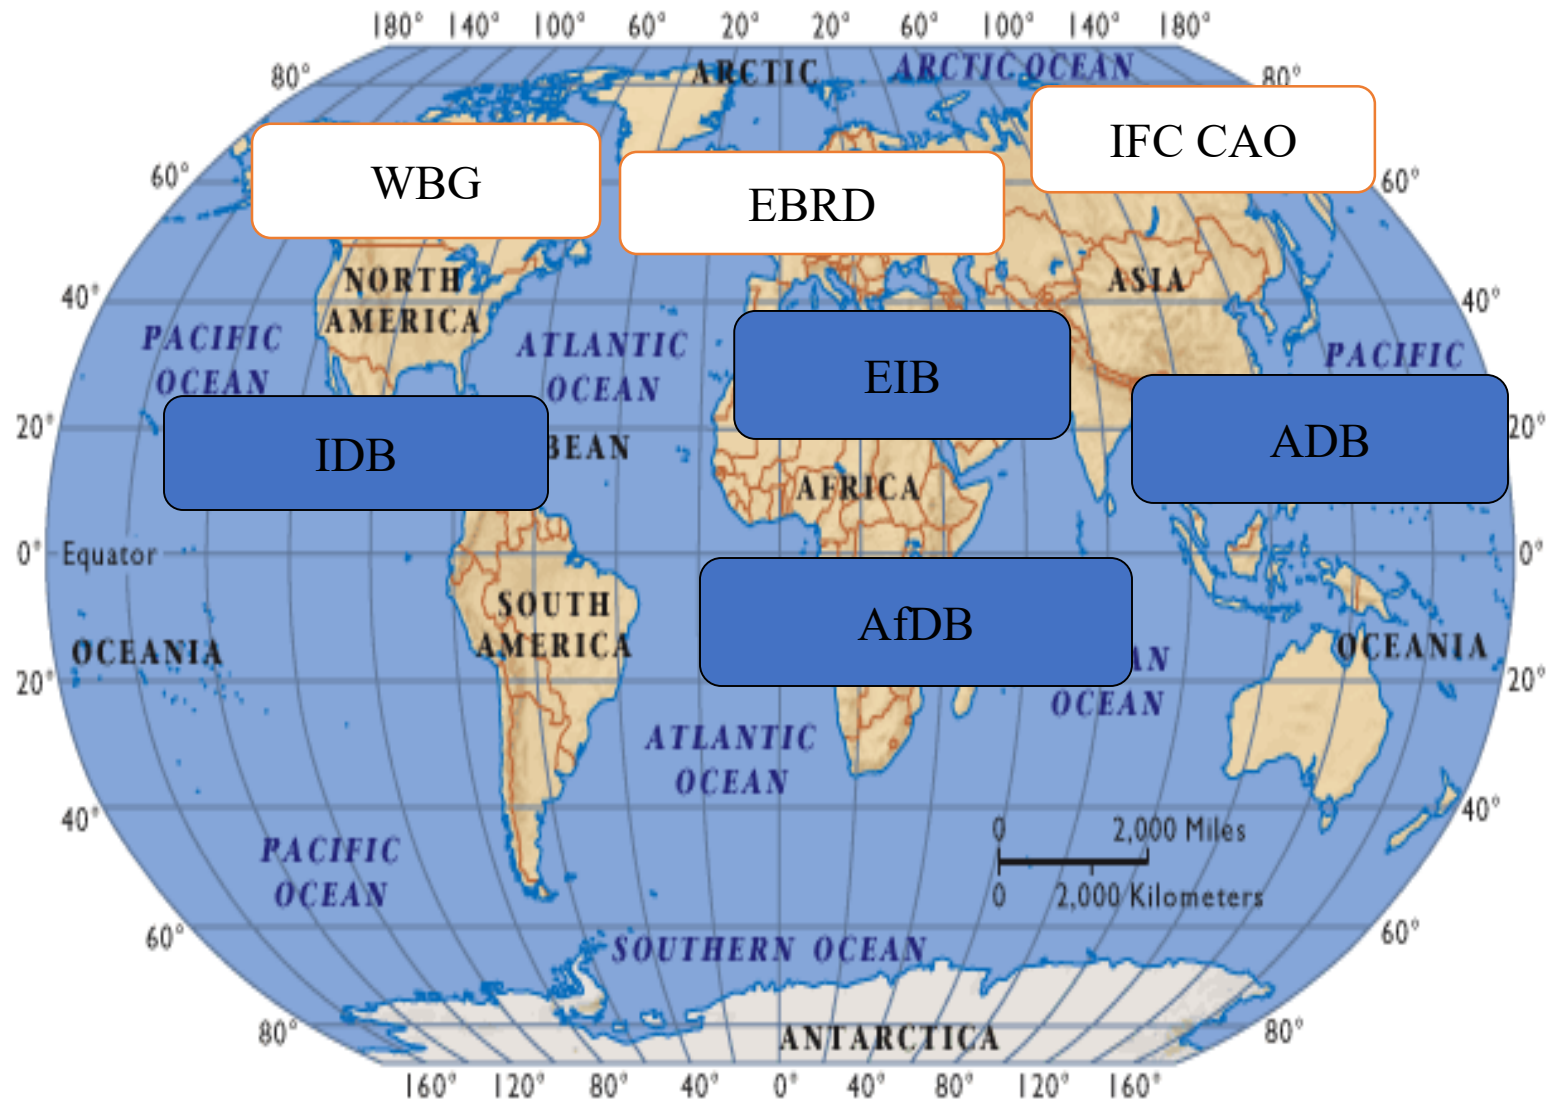 180° 140° 100° 60° 20° 20° 60° 100° 140° 180°
80° ARCTIC ARCTIC OCEAN 80°
WBG EBRD IFC CAO
60° 60°
NORTH AMERICA
ASIA
40° 40°
PACIFIC OCEAN
ATLANTIC OCEAN
PACIFIC
EIB
IDB
BEAN
ADB
20° 20°
AFRICA
0° Equator 0°
SOUTH AMERICA
AfDB
OCEANIA
AN OCEAN
OCEANIA
20° 20°
ATLANTIC OCEAN
40° 40°
PACIFIC OCEAN
0 2,000 Miles
0 2,000 Kilometers
60° 60°
SOUTHERN OCEAN
80° 80°
ANTARCTICA
160° 120° 80° 40° 0° 40° 80° 120° 160°